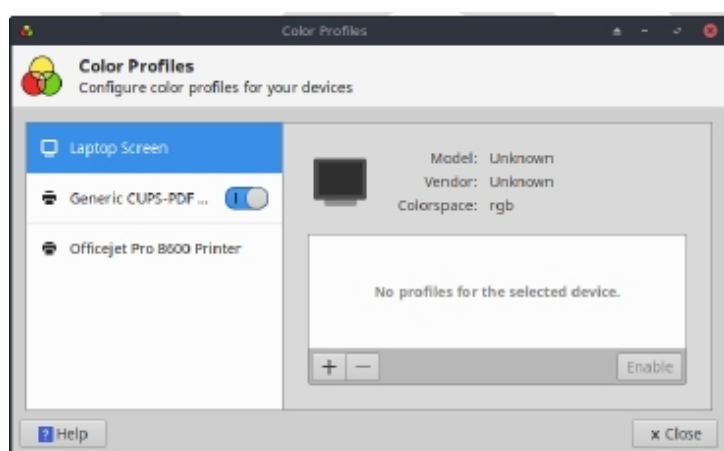 Color Profiles
Color Profiles
Configure color profiles for your devices
Laptop Screen
Generic CUPS-PDF ...
Officejet Pro 8600 Printer
Model: Unknown
Vendor: Unknown
Colorspace: rgb
No profiles for the selected device.
+ −
Enable
? Help
x Close